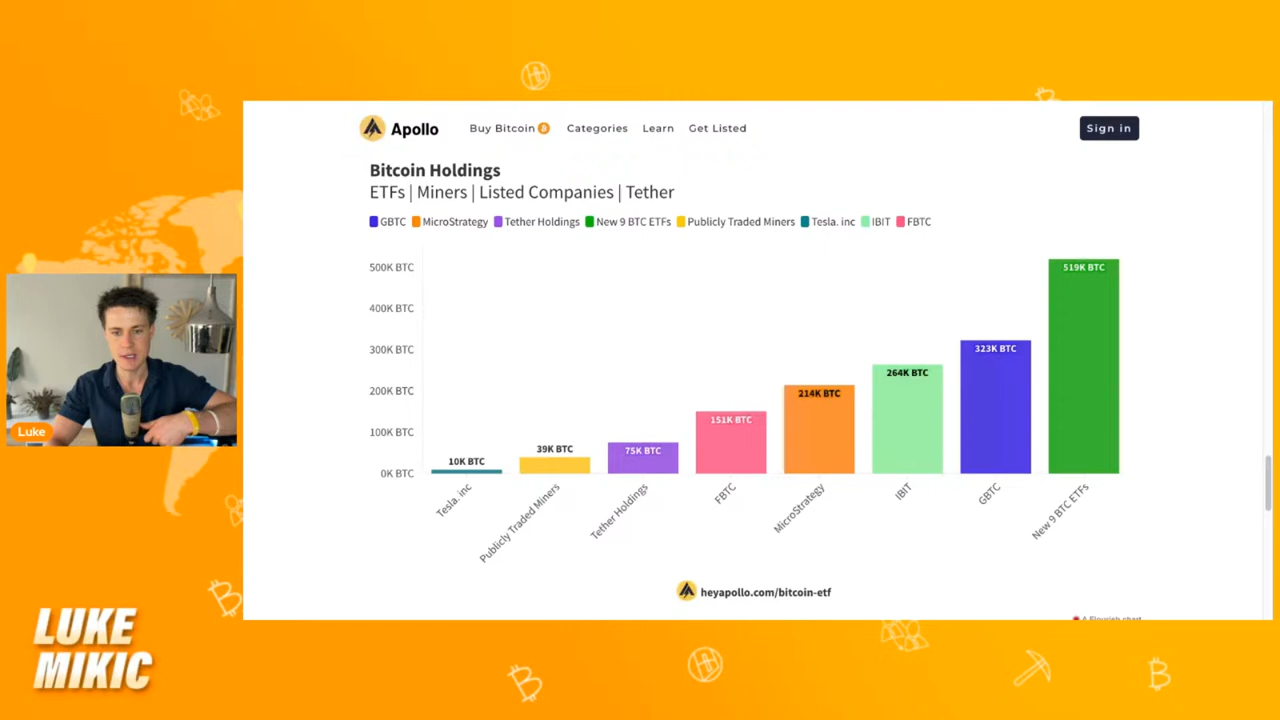 Apollo
Buy Bitcoin Categories Learn Get Listed
Sign in
Bitcoin Holdings
ETFs | Miners | Listed Companies | Tether
GBTC MicroStrategy Tether Holdings New 9 BTC ETFs Publicly Traded Miners Tesla. inc IBIT FBTC
500K BTC
400K BTC
300K BTC
200K BTC
100K BTC
0K BTC
10K BTC
39K BTC
75K BTC
151K BTC
214K BTC
264K BTC
323K BTC
519K BTC
Tesla. inc
Publicly Traded Miners
Tether Holdings
FBTC
MicroStrategy
IBIT
GBTC
New 9 BTC ETFs
heyapollo.com/bitcoin-etf
A Flourish chart
Luke
LUKE
MIKIC